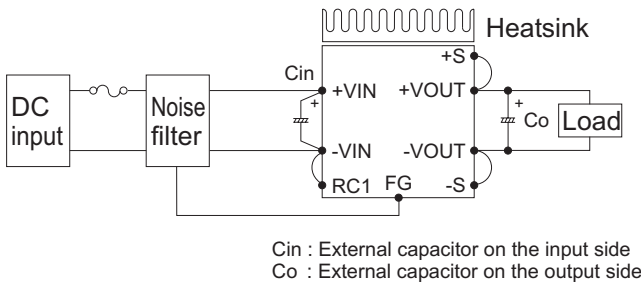 Heatsink
+S
Cin
DC
input
Noise
filter
+
+VIN
+VOUT
+
Co
Load
-VIN
-VOUT
RC1
FG
-S
Cin : External capacitor on the input side
Co : External capacitor on the output side